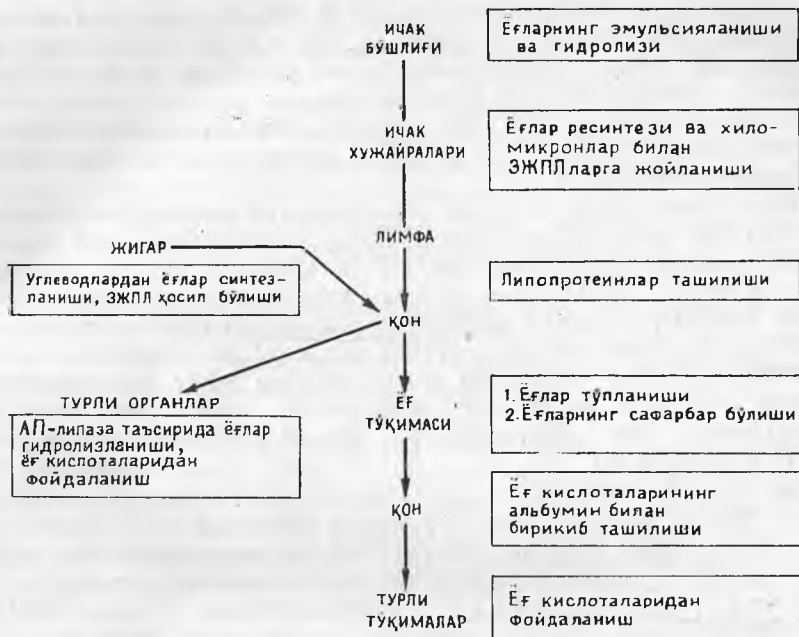 ИЧАК
БЎШЛИҒИ
Ёғларнинг эмульсияланиши
ва гидролизи
ИЧАК
ХУЖАЙРАЛАРИ
Ёғлар ресинтези ва хило-
микронлар билан
ЗЖПЛларга жойланиши
ЛИМФА
ЖИГАР
Углеводлардан ёғлар синтез-
ланиши, ЗЖПЛ ҳосил бўлиши
Липопротеинлар ташилиши
ҚОН
ТУРЛИ ОРГАНЛАР
АП-липаза таъсирида ёғлар
гидролизланиши,
ёғ кислоталаридан
фойдаланиш
ЁҒ
ТЎҚИМАСИ
1. Ёғлар тўпланиши
2. Ёғларнинг сафарбар бўлиши
ҚОН
Ёғ кислоталарининг
альбумин билан
бирикиб ташилиши
ТУРЛИ
ТЎҚИМАЛАР
Ёғ кислоталаридан
фойдаланиш